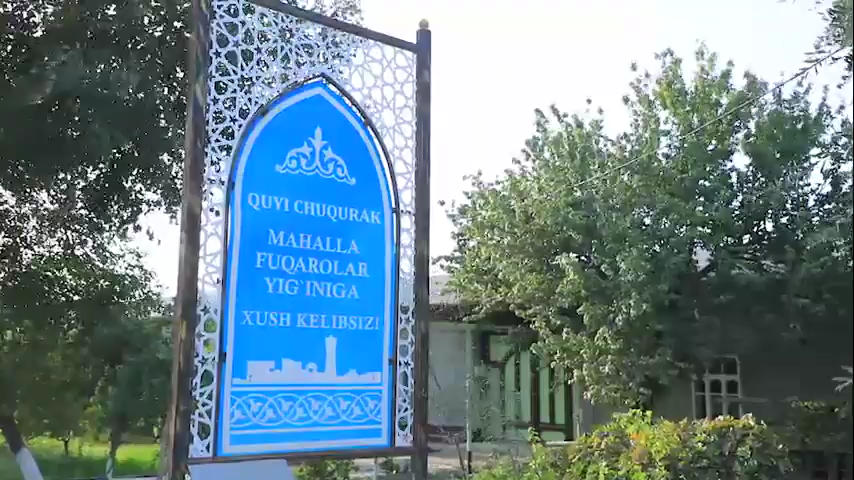 QUYI CHUQURAK
MAHALLA
FUQAROLAR
YIG`INIGA
XUSH KELIBSIZ!